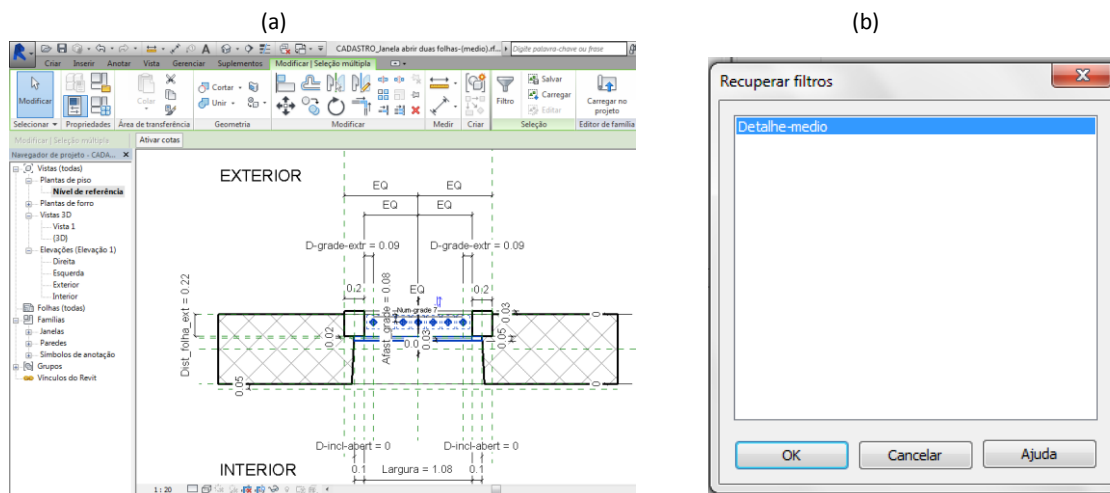 (a)
(b)
CADASTRO_Janela abrir duas folhas-(medio).rf...
Digite palavra-chave ou frase
Criar Inserir Anotar Vista Gerenciar Suplementos Modificar | Seleção múltipla
Modificar
Colar
Cortar
Unir
Filtro
Salvar
Carregar
Editar
Carregar no
projeto
Selecionar Propriedades Área de transferência Geometria Modificar Medir Criar Seleção Editor de família
Modificar | Seleção múltipla
Ativar cotas
Navegador de projeto - CADA...
Vistas (todas)
Plantas de piso
Nível de referência
Plantas de forro
Vistas 3D
Vista 1
{3D}
Elevações (Elevação 1)
Direita
Esquerda
Exterior
Interior
Folhas (todas)
Famílias
Janelas
Paredes
Símbolos de anotação
Grupos
Vínculos do Revit
EXTERIOR
EQ EQ
EQ EQ
D-grade-extr = 0.09 D-grade-extr = 0.09
Dist_folha_ext = 0.22
Afast_grade = 0.08
0.2 EQ 0.2
Num-grade 7
0.03
0
0.02
0.0
0.03
0.05
0.05
0
D-incl-abert = 0 D-incl-abert = 0
INTERIOR
0.1 Largura = 1.08 0.1
1 : 20
Recuperar filtros
Detalhe-medio
OK Cancelar Ajuda